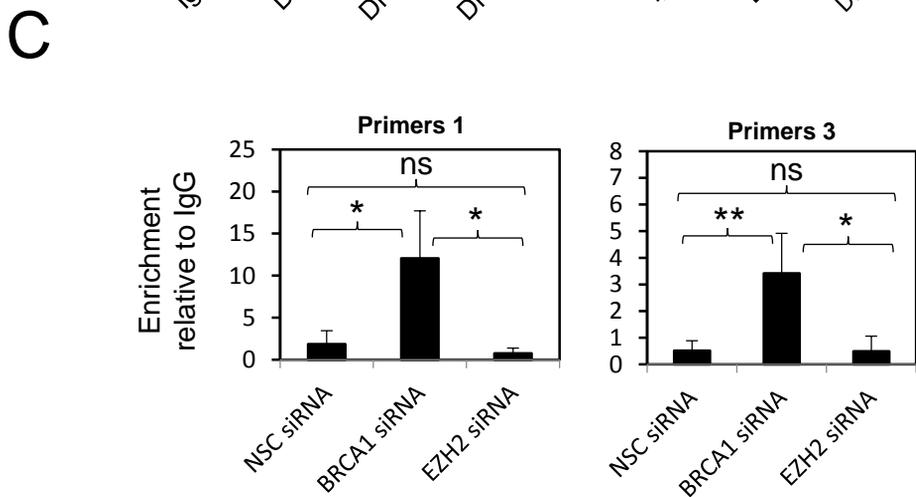 C
Primers 1
Enrichment
relative to IgG
25
20
15
10
5
0
ns
*
*
NSC siRNA
BRCA1 siRNA
EZH2 siRNA
Primers 3
8
7
6
5
4
3
2
1
0
ns
**
*
NSC siRNA
BRCA1 siRNA
EZH2 siRNA